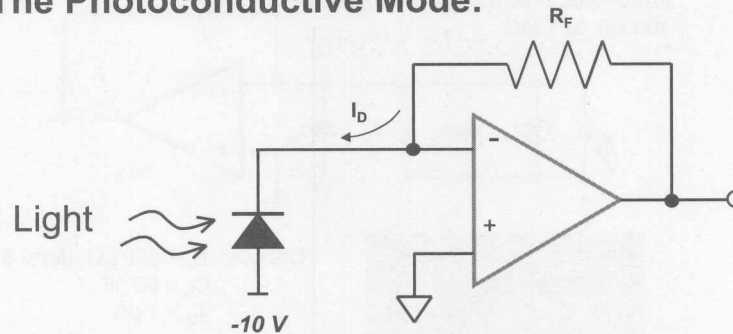 The Photoconductive Mode:
R_F
I_D
-
Light
+
-10 V